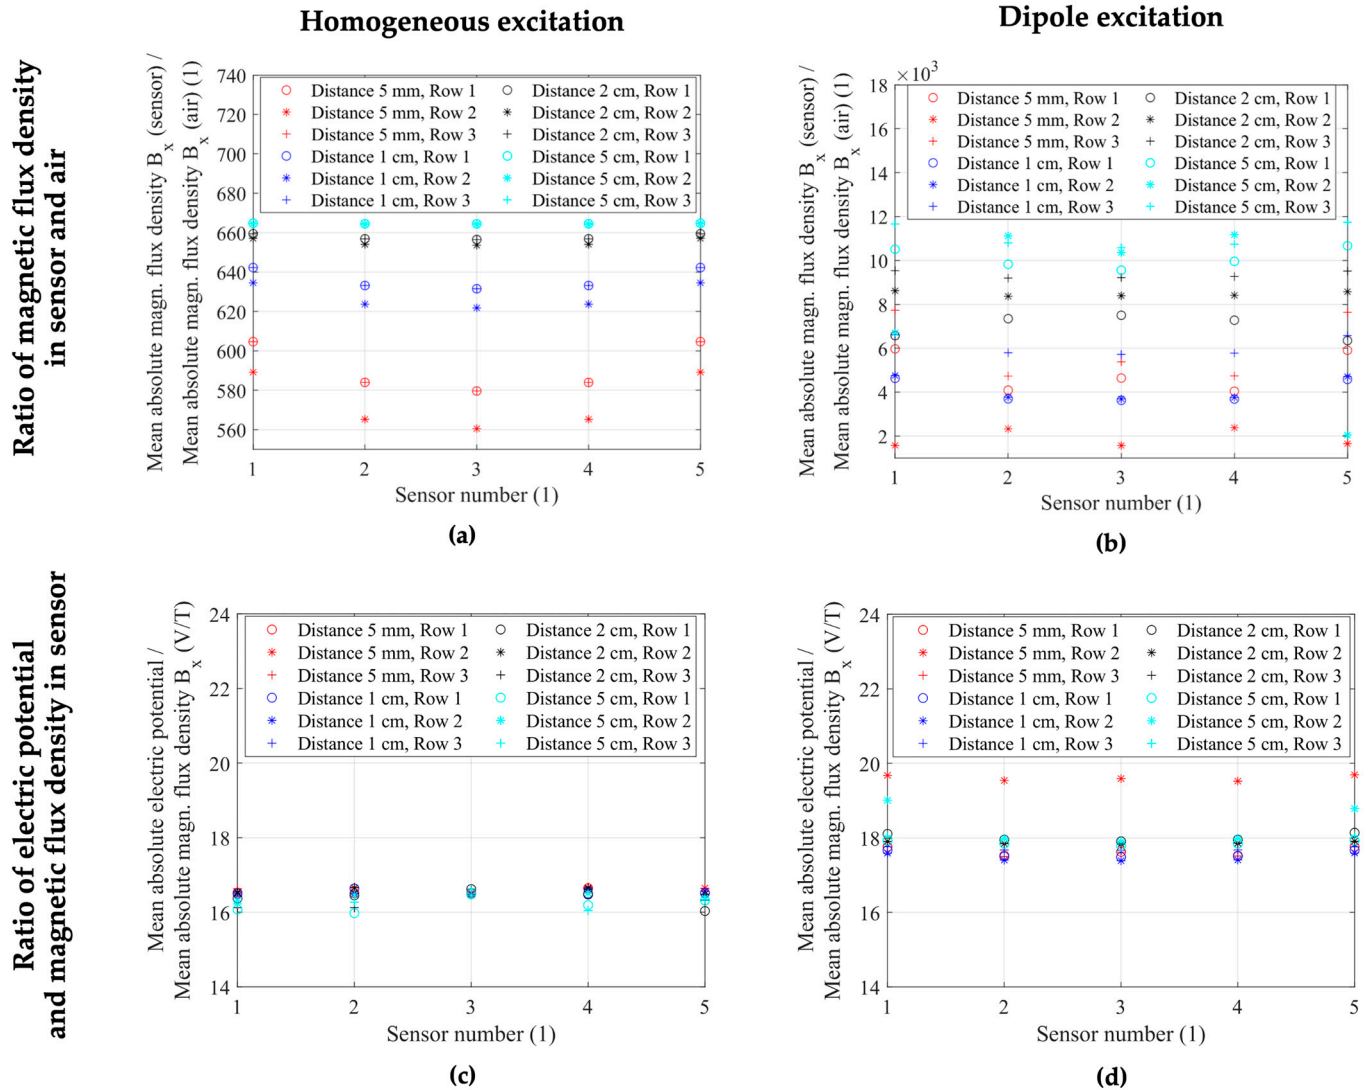 Homogeneous excitation
Dipole excitation
Ratio of magnetic flux density
in sensor and air
Mean absolute magn. flux density B_x (sensor) /
Mean absolute magn. flux density B_x (air) (1)
740
720
700
680
660
640
620
600
580
560
Distance 5 mm, Row 1
Distance 5 mm, Row 2
Distance 5 mm, Row 3
Distance 1 cm, Row 1
Distance 1 cm, Row 2
Distance 1 cm, Row 3
Distance 2 cm, Row 1
Distance 2 cm, Row 2
Distance 2 cm, Row 3
Distance 5 cm, Row 1
Distance 5 cm, Row 2
Distance 5 cm, Row 3
1 2 3 4 5
Sensor number (1)
(a)
Mean absolute magn. flux density B_x (sensor) /
Mean absolute magn. flux density B_x (air) (1)
×10^3
18
16
14
12
10
8
6
4
2
Distance 5 mm, Row 1
Distance 5 mm, Row 2
Distance 5 mm, Row 3
Distance 1 cm, Row 1
Distance 1 cm, Row 2
Distance 1 cm, Row 3
Distance 2 cm, Row 1
Distance 2 cm, Row 2
Distance 2 cm, Row 3
Distance 5 cm, Row 1
Distance 5 cm, Row 2
Distance 5 cm, Row 3
1 2 3 4 5
Sensor number (1)
(b)
Ratio of electric potential
and magnetic flux density in sensor
Mean absolute electric potential /
Mean absolute magn. flux density B_x (V/T)
24
22
20
18
16
14
Distance 5 mm, Row 1
Distance 5 mm, Row 2
Distance 5 mm, Row 3
Distance 1 cm, Row 1
Distance 1 cm, Row 2
Distance 1 cm, Row 3
Distance 2 cm, Row 1
Distance 2 cm, Row 2
Distance 2 cm, Row 3
Distance 5 cm, Row 1
Distance 5 cm, Row 2
Distance 5 cm, Row 3
1 2 3 4 5
Sensor number (1)
(c)
Mean absolute electric potential /
Mean absolute magn. flux density B_x (V/T)
24
22
20
18
16
14
Distance 5 mm, Row 1
Distance 5 mm, Row 2
Distance 5 mm, Row 3
Distance 1 cm, Row 1
Distance 1 cm, Row 2
Distance 1 cm, Row 3
Distance 2 cm, Row 1
Distance 2 cm, Row 2
Distance 2 cm, Row 3
Distance 5 cm, Row 1
Distance 5 cm, Row 2
Distance 5 cm, Row 3
1 2 3 4 5
Sensor number (1)
(d)